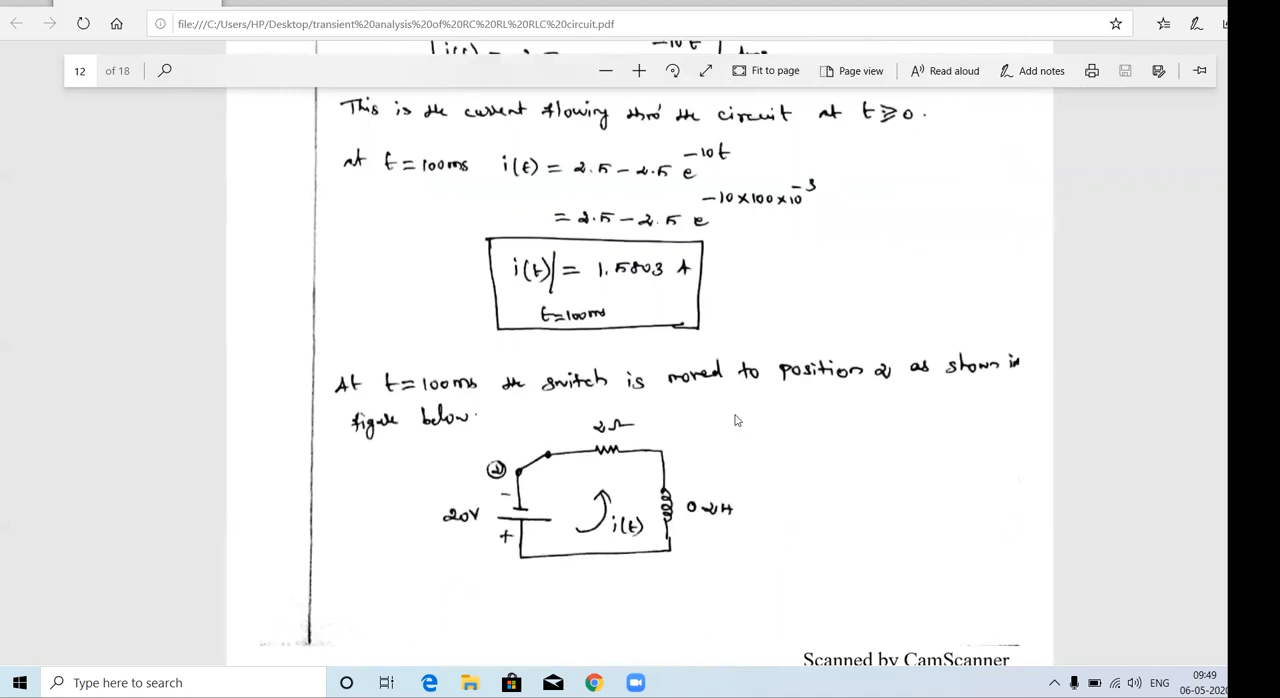 file:///C:/Users/HP/Desktop/transient%20analysis%20of%20RC%20RL%20RLC%20circuit.pdf
12 of 18 Fit to page Page view Read aloud Add notes
This is the current flowing thro' the circuit at t ≥ 0.
at t = 100ms i(t) = 2.5 - 2.5 e^-10t
= 2.5 - 2.5 e^-10×100×10^-3
i(t)| = 1.5803 A
t=100ms
At t = 100ms the switch is moved to position 2 as shown in
figure below.
2Ω
2
-
20V
+
i(t)
0.2H
Scanned by CamScanner
Type here to search
ENG
09:49
06-05-2020